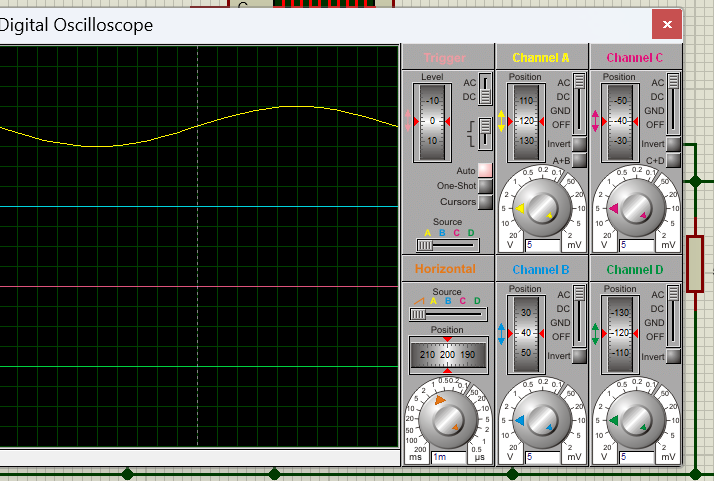 C
Digital Oscilloscope
Trigger
Level
AC
DC
-10
0
10
Auto
One-Shot
Cursors
Source
A B C D
Channel A
Position
AC
DC
GND
OFF
110
-120
130
Invert
A+B
0.5 0.2 0.1
1
2
5
10
20
50
20
10
5
2
V
5
mV
Channel C
Position
AC
DC
GND
OFF
-50
-40
-30
Invert
C+D
0.5 0.2 0.1
1
2
5
10
20
50
20
10
5
2
V
5
mV
Horizontal
Source
A B C D
Position
210 200 190
1 0.5 0.2 0.1
2
5
10
20
50
100
200
50
20
10
5
2
1
0.5
ms
1m
µs
Channel B
Position
AC
DC
GND
OFF
30
40
50
Invert
0.5 0.2 0.1
1
2
5
10
20
50
20
10
5
2
V
5
mV
Channel D
Position
AC
DC
GND
OFF
-130
-120
-110
Invert
0.5 0.2 0.1
1
2
5
10
20
50
20
10
5
2
V
5
mV